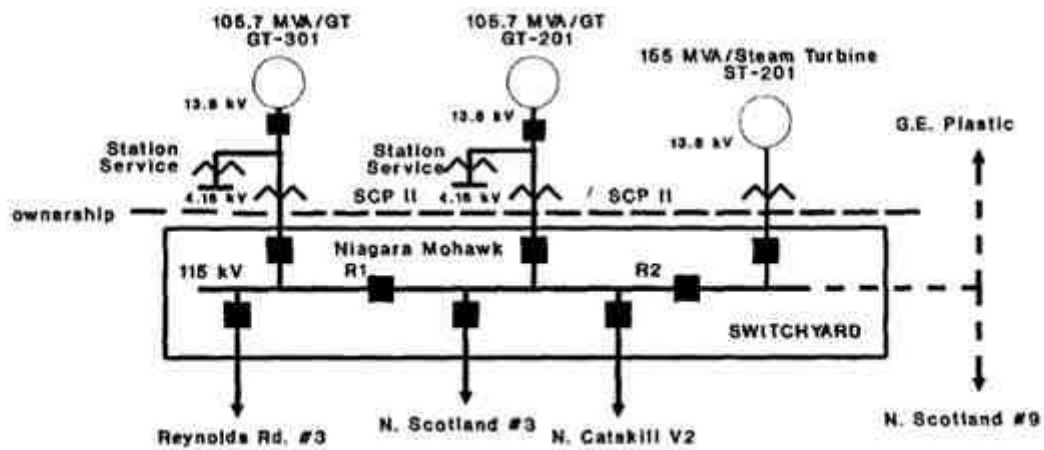 105.7 MVA/GT
GT-301
105.7 MVA/GT
GT-201
155 MVA/Steam Turbine
ST-201
13.8 kV
13.8 kV
13.8 kV
G.E. Plastic
Station
Service
Station
Service
4.16 kV
SCP II
4.16 kV
/ SCP II
ownership
Niagara Mohawk
115 kV
R1
R2
SWITCHYARD
Reynolds Rd. #3
N. Scotland #3
N. Catskill V2
N. Scotland #9